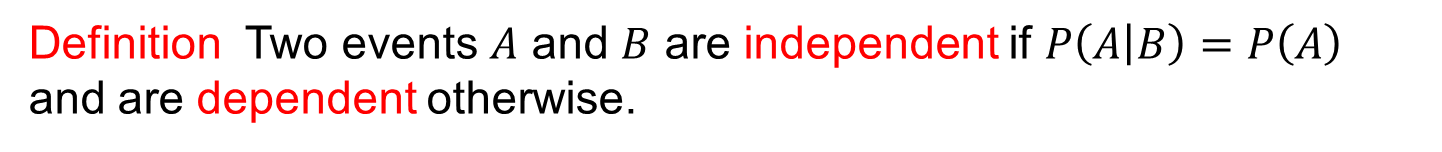 Definition Two events A and B are independent if P(A|B) = P(A)
and are dependent otherwise.